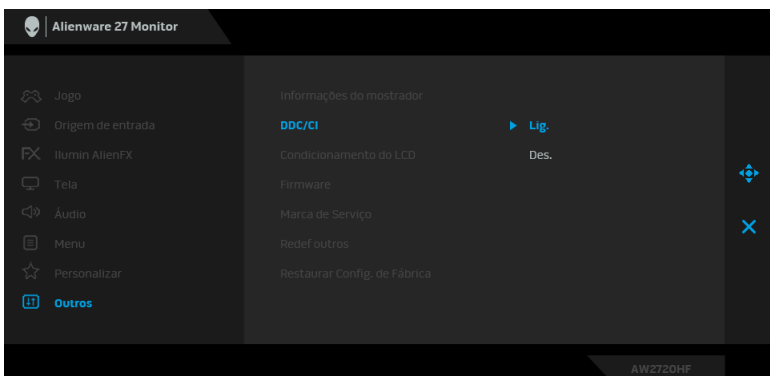 Alienware 27 Monitor
Jogo
Origem de entrada
Ilumin AlienFX
Tela
Áudio
Menu
Personalizar
Outros
Informações do mostrador
DDC/CI
Lig.
Des.
Condicionamento do LCD
Firmware
Marca de Serviço
Redef outros
Restaurar Config. de Fábrica
AW2720HF